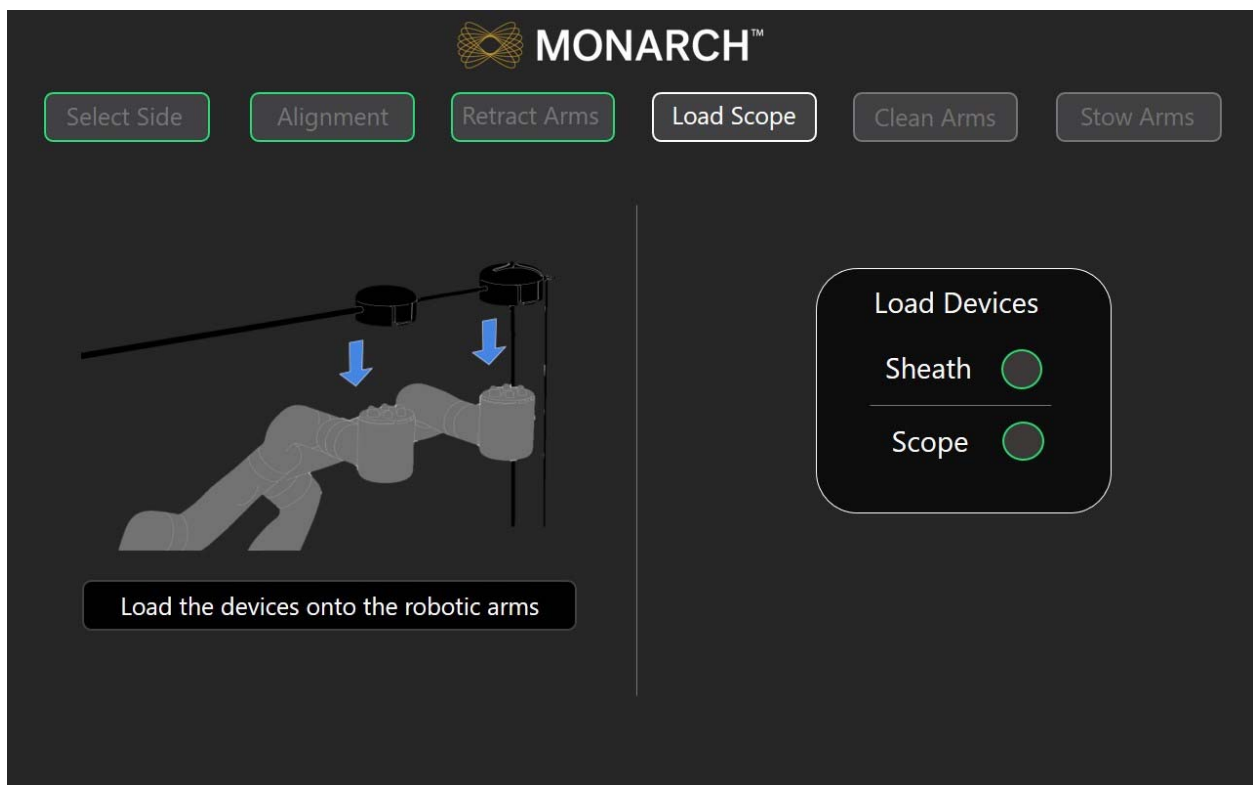 MONARCH™
Select Side
Alignment
Retract Arms
Load Scope
Clean Arms
Stow Arms
Load the devices onto the robotic arms
Load Devices
Sheath
Scope